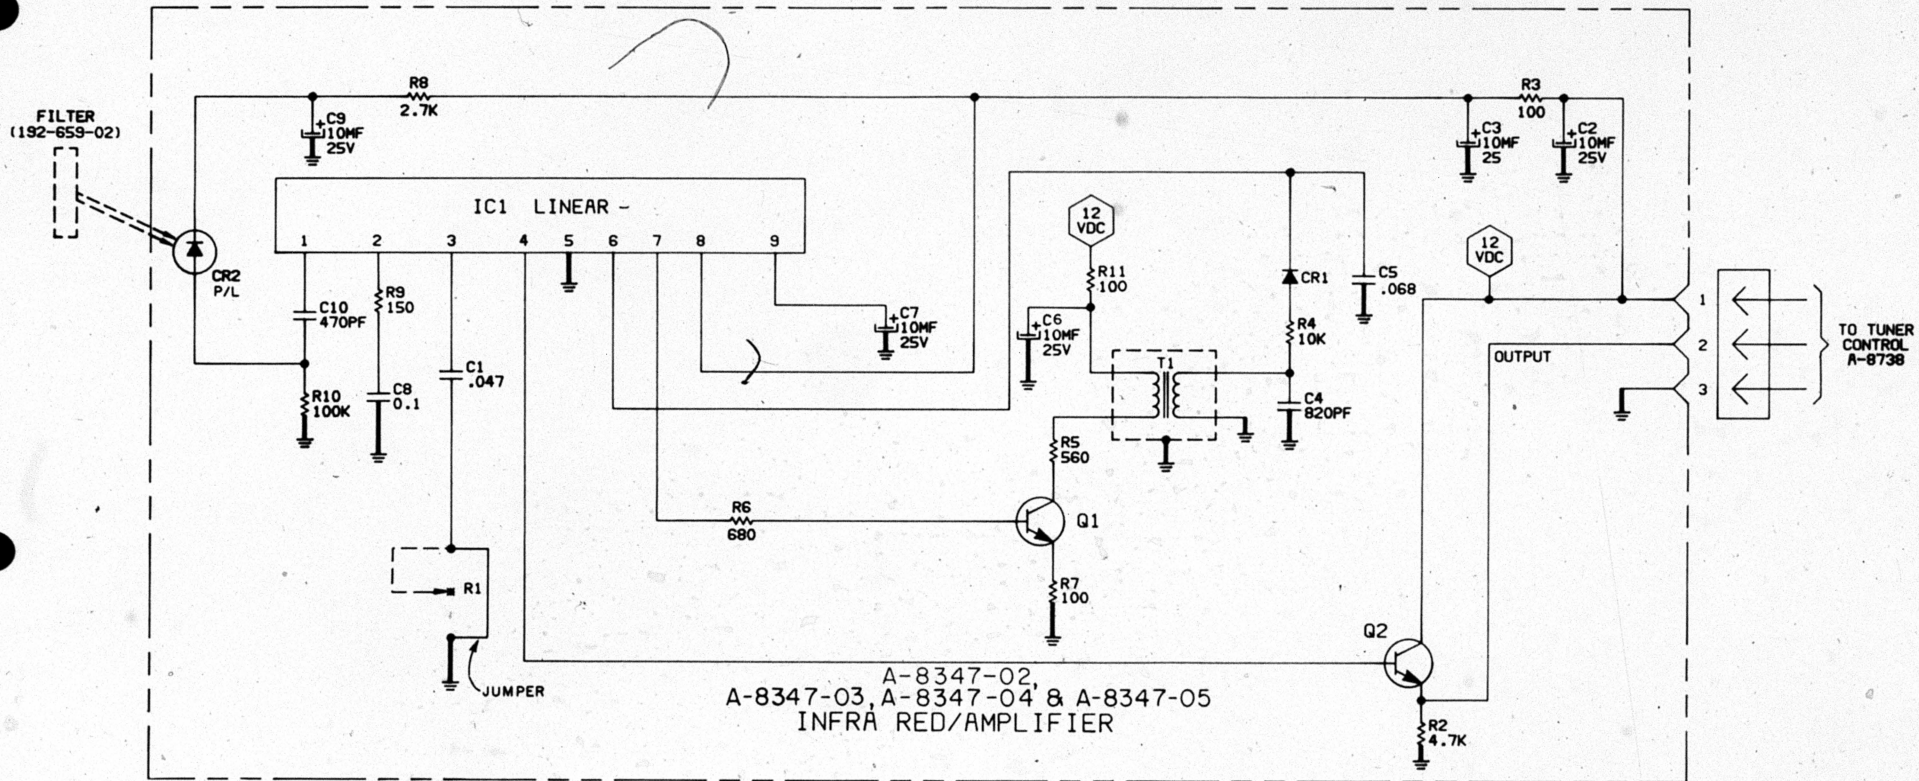 R8
2.7K
R3
100
FILTER
(192-659-02)
+C9
10MF
25V
+C3
10MF
25
+C2
10MF
25V
IC1 LINEAR -
1 2 3 4 5 6 7 8 9
12
VDC
12
VDC
CR2
P/L
R11
100
CR1
C5
.068
C10
470PF
R9
150
+C7
10MF
25V
+C6
10MF
25V
R4
10K
1
2
3
TO TUNER
CONTROL
A-8738
OUTPUT
T1
C1
.047
R10
100K
C8
0.1
C4
820PF
R5
560
R6
680
Q1
R1
R7
100
Q2
JUMPER
A-8347-02,
A-8347-03, A-8347-04 & A-8347-05
INFRA RED/AMPLIFIER
R2
4.7K